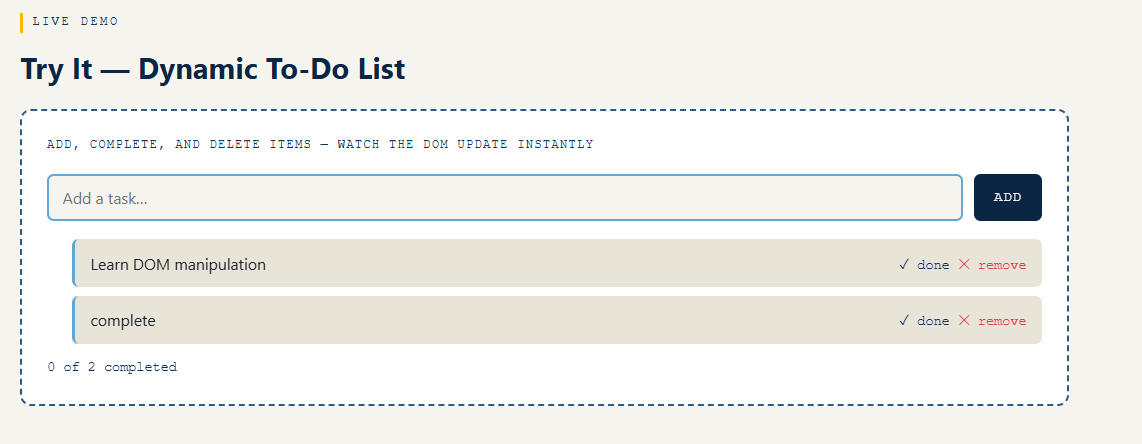 LIVE DEMO
Try It — Dynamic To-Do List
ADD, COMPLETE, AND DELETE ITEMS — WATCH THE DOM UPDATE INSTANTLY
Add a task... ADD
Learn DOM manipulation ✓ done ✕ remove
complete ✓ done ✕ remove
0 of 2 completed